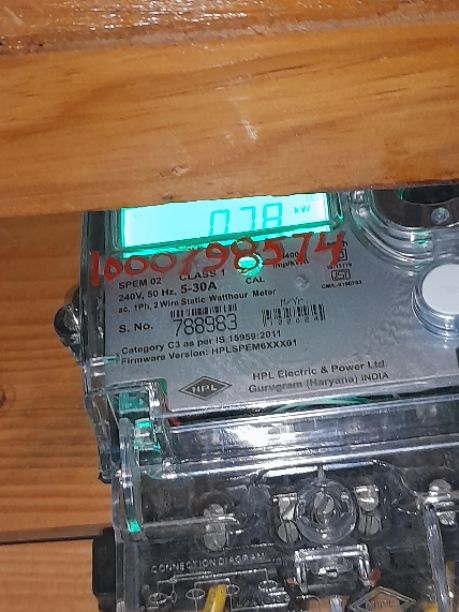 0.78 kW
1000798574
SPEM 02 CLASS 1
CAL
240V, 50 Hz, 5-30A
ac, 1Ph, 2 Wire Static Watthour Meter
S. No. 788983
Category C3 as per IS 15959:2011
Firmware Version: HPLSPEM6XXX01
HPL
HPL Electric & Power Ltd.
Gurugram (Haryana) INDIA
CONNECTION DIAGRAM
HPL